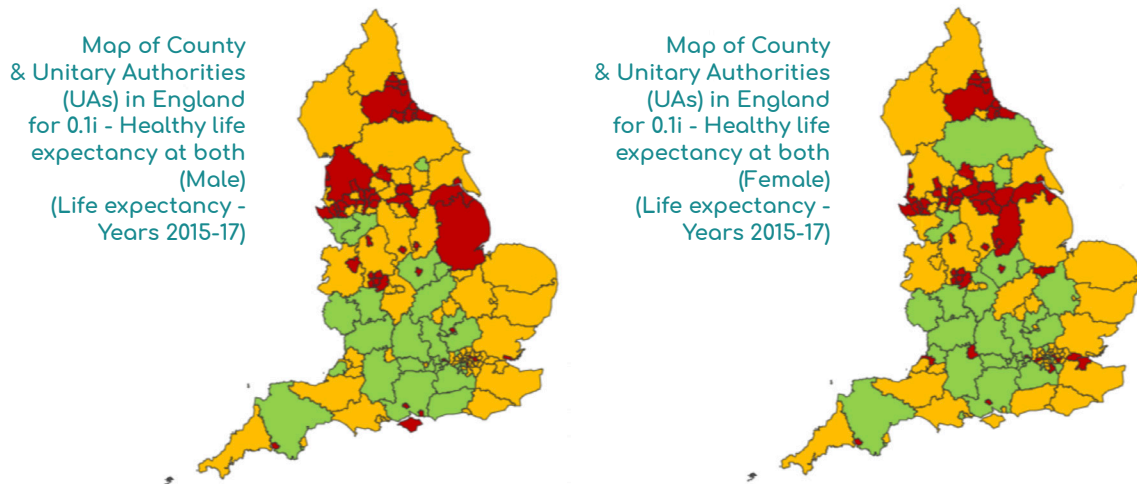 Map of County
& Unitary Authorities
(UAs) in England
for 0.1i - Healthy life
expectancy at both
(Male)
(Life expectancy -
Years 2015-17)
Map of County
& Unitary Authorities
(UAs) in England
for 0.1i - Healthy life
expectancy at both
(Female)
(Life expectancy -
Years 2015-17)